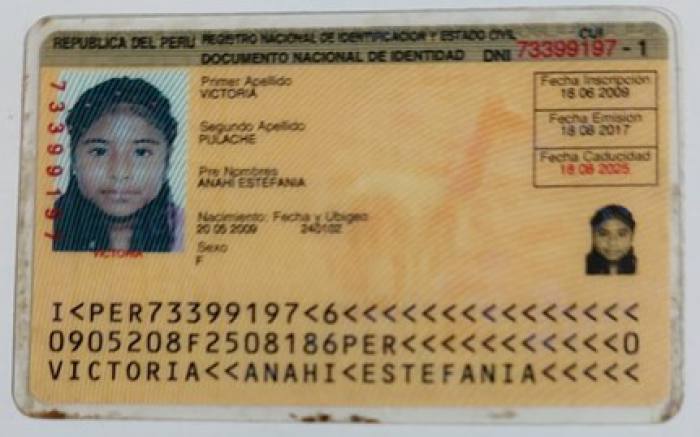 REPUBLICA DEL PERU REGISTRO NACIONAL DE IDENTIFICACION Y ESTADO CIVIL CUI
DOCUMENTO NACIONAL DE IDENTIDAD DNI 73399197 - 1
73399197
Primer Apellido
VICTORIA
Segundo Apellido
PULACHE
Pre Nombres
ANAHI ESTEFANIA
Nacimiento: Fecha y Ubigeo
20 05 2009 240102
Sexo
F
Fecha Inscripción
18 06 2009
Fecha Emisión
18 08 2017
Fecha Caducidad
18 08 2025
VICTORIA
I<PER73399197<6<<<<<<<<<<<<<<<
0905208F2508186PER<<<<<<<<<<<0
VICTORIA<<ANAHI<ESTEFANIA<<<<<